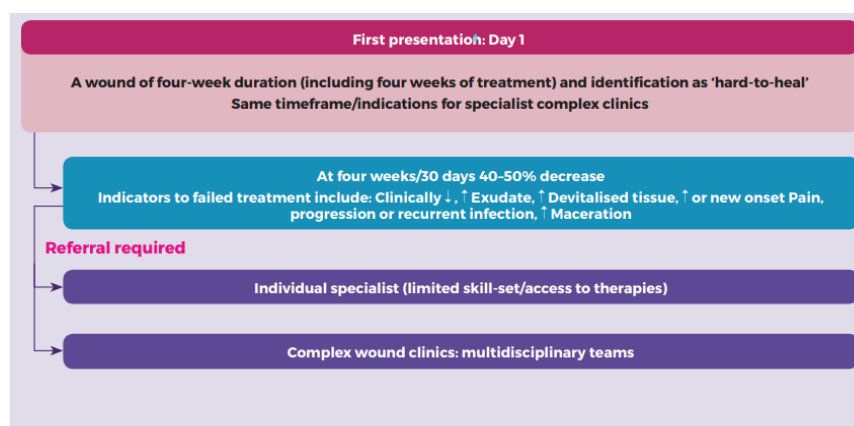 First presentation: Day 1
A wound of four-week duration (including four weeks of treatment) and identification as ‘hard-to-heal’
Same timeframe/indications for specialist complex clinics
At four weeks/30 days 40–50% decrease
Indicators to failed treatment include: Clinically ↓, ↑ Exudate, ↑ Devitalised tissue, ↑ or new onset Pain,
progression or recurrent infection, ↑ Maceration
Referral required
Individual specialist (limited skill-set/access to therapies)
Complex wound clinics: multidisciplinary teams